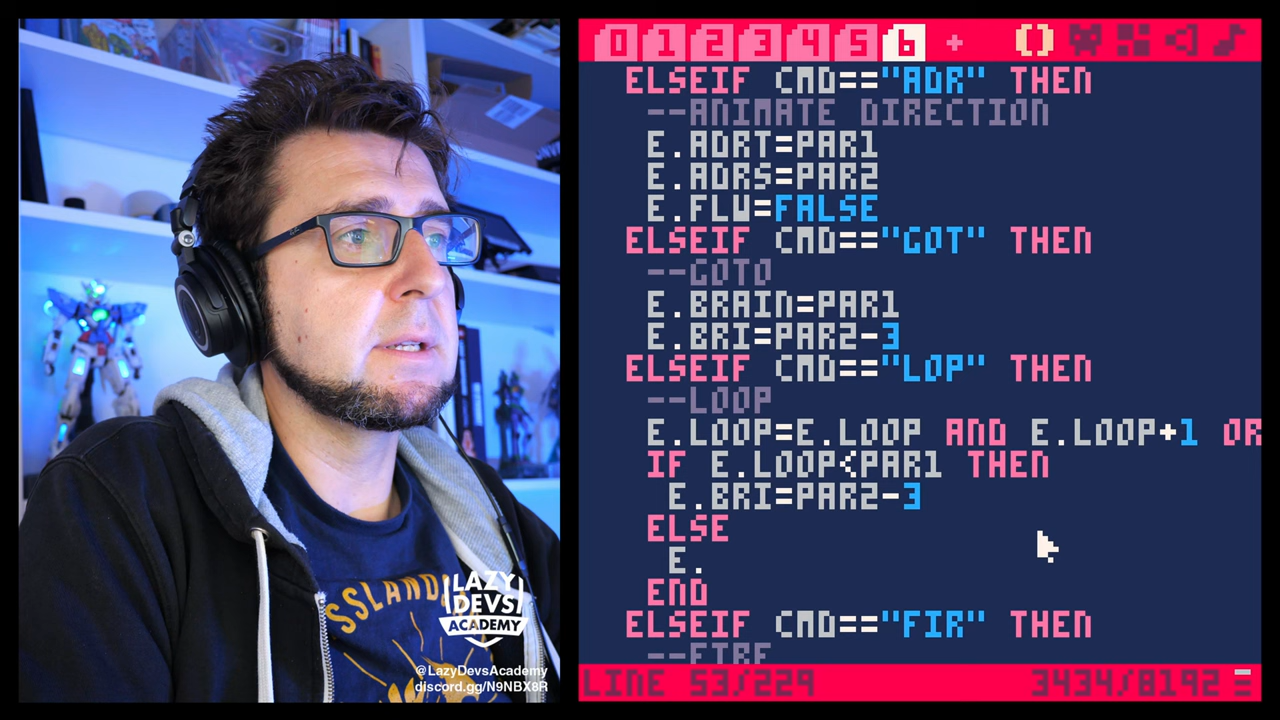 0 1 2 3 4 5 6 +
ELSEIF CMD=="ADR" THEN
--ANIMATE DIRECTION
E.ADRT=PAR1
E.ADRS=PAR2
E.FLW=FALSE
ELSEIF CMD=="GOT" THEN
--GOTO
E.BRAIN=PAR1
E.BRI=PAR2-3
ELSEIF CMD=="LOP" THEN
--LOOP
E.LOOP=E.LOOP AND E.LOOP+1 OR
IF E.LOOP<PAR1 THEN
E.BRI=PAR2-3
ELSE
E.
END
ELSEIF CMD=="FIR" THEN
--FIRE
LINE 53/229
3434/8192
SSLAND
LAZY
DEVS
ACADEMY
@LazyDevsAcademy
discord.gg/N9NBX8R